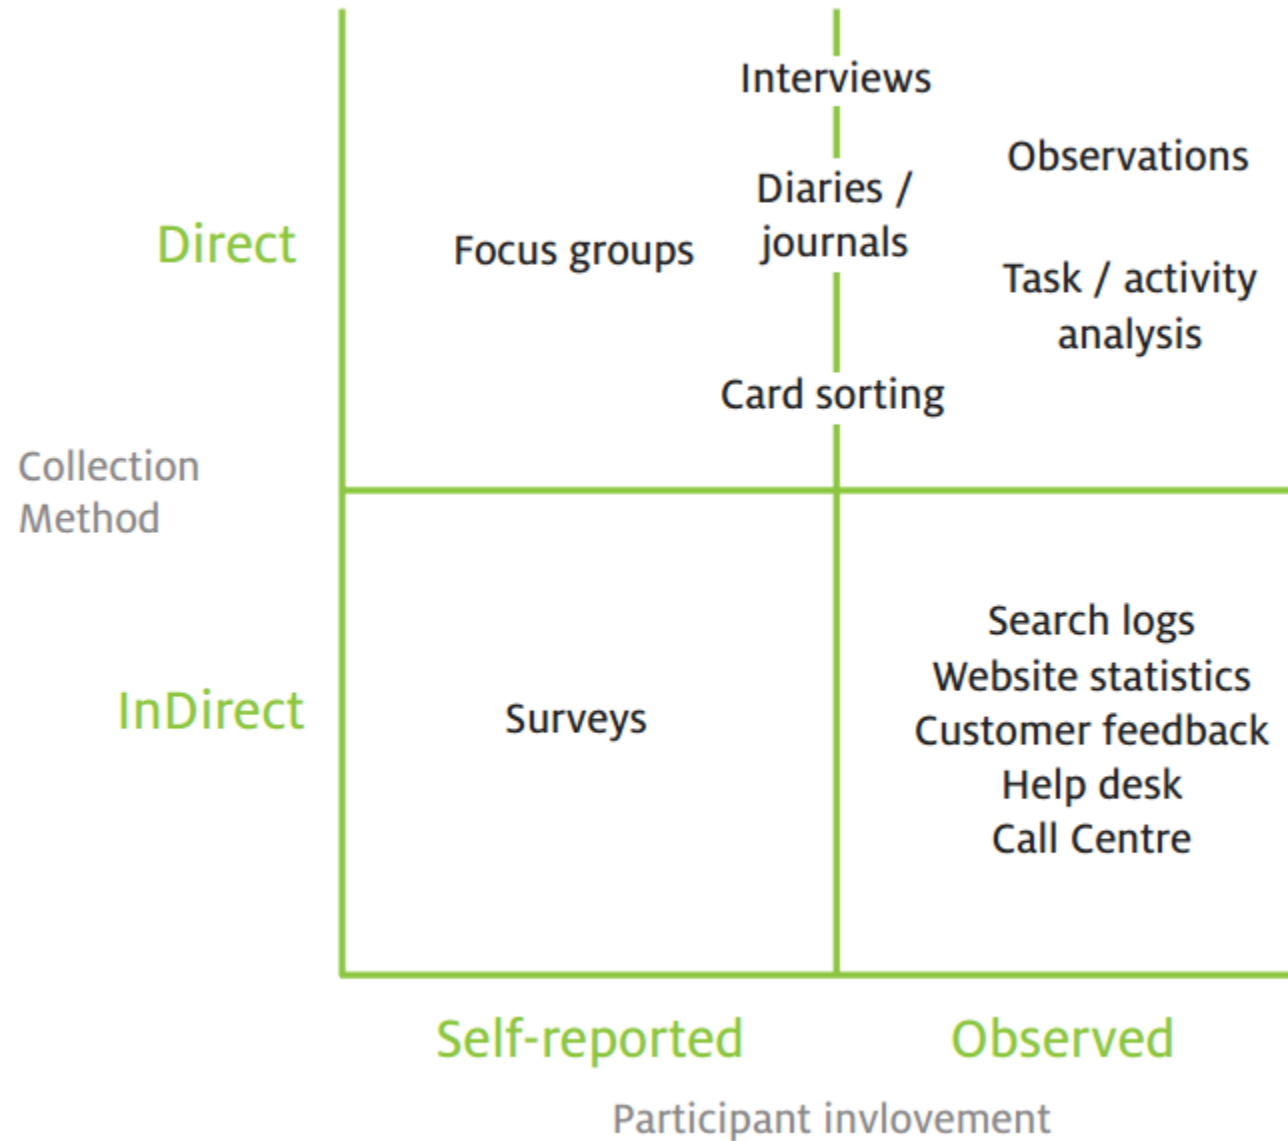 Interviews
Observations
Diaries /
journals
Direct
Focus groups
Task / activity
analysis
Card sorting
Collection
Method
Search logs
Website statistics
InDirect
Surveys
Customer feedback
Help desk
Call Centre
Self-reported
Observed
Participant invlovement